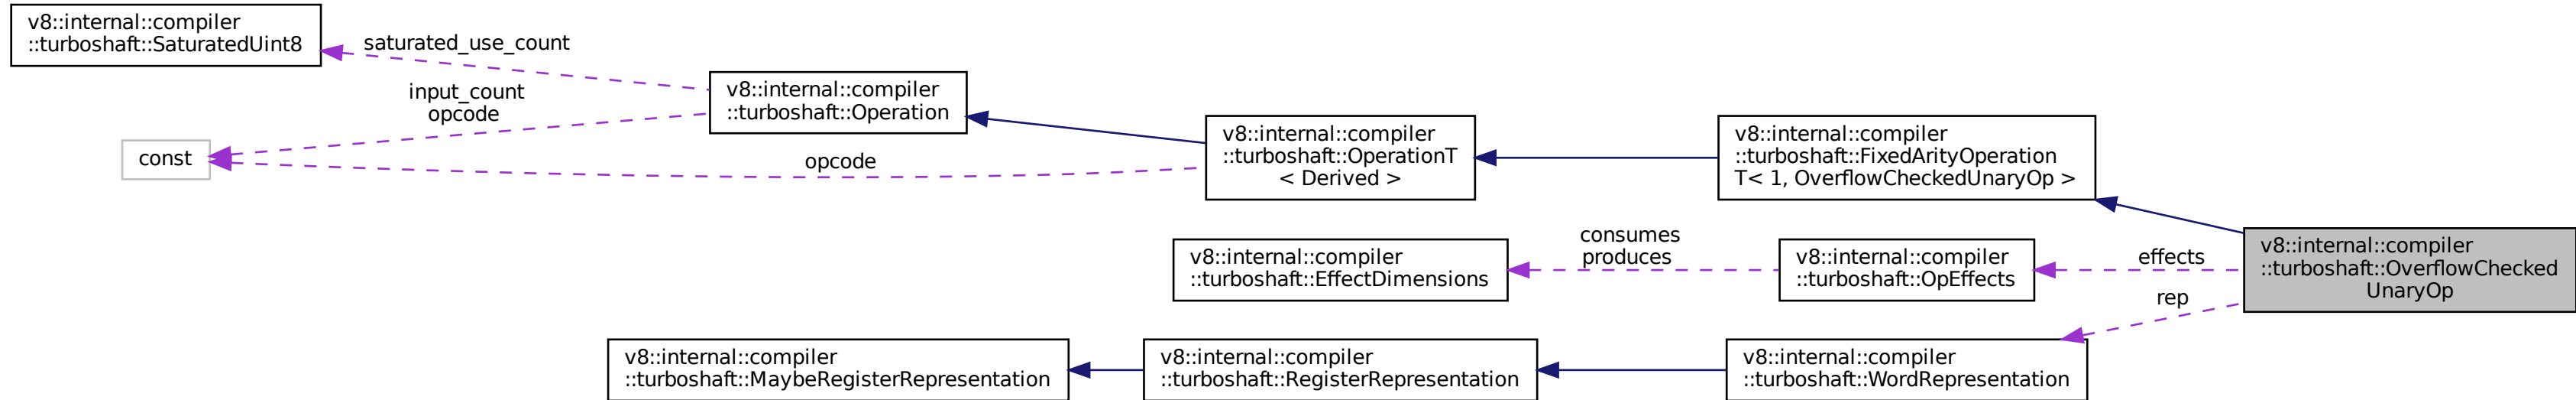 v8::internal::compiler
::turboshaft::SaturatedUint8
saturated_use_count
input_count
opcode
const
v8::internal::compiler
::turboshaft::Operation
opcode
v8::internal::compiler
::turboshaft::OperationT
< Derived >
v8::internal::compiler
::turboshaft::FixedArityOperation
T< 1, OverflowCheckedUnaryOp >
v8::internal::compiler
::turboshaft::EffectDimensions
consumes
produces
v8::internal::compiler
::turboshaft::OpEffects
effects
rep
v8::internal::compiler
::turboshaft::OverflowChecked
UnaryOp
v8::internal::compiler
::turboshaft::MaybeRegisterRepresentation
v8::internal::compiler
::turboshaft::RegisterRepresentation
v8::internal::compiler
::turboshaft::WordRepresentation